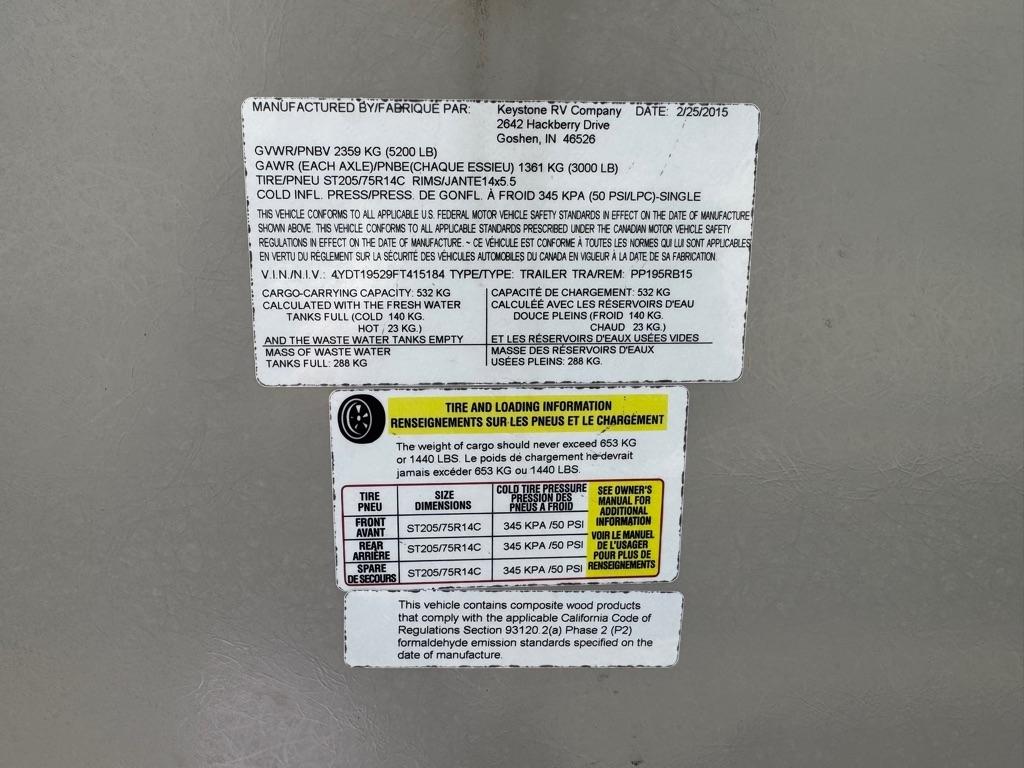 MANUFACTURED BY/FABRIQUÉ PAR: Keystone RV Company DATE: 2/25/2015
2642 Hackberry Drive
Goshen, IN 46526
GVWR/PNBV 2359 KG (5200 LB)
GAWR (EACH AXLE)/PNBE(CHAQUE ESSIEU) 1361 KG (3000 LB)
TIRE/PNEU ST205/75R14C RIMS/JANTE14x5.5
COLD INFL. PRESS/PRESS. DE GONFL. À FROID 345 KPA (50 PSI/LPC)-SINGLE
THIS VEHICLE CONFORMS TO ALL APPLICABLE U.S. FEDERAL MOTOR VEHICLE SAFETY STANDARDS IN EFFECT ON THE DATE OF MANUFACTURE
SHOWN ABOVE. THIS VEHICLE CONFORMS TO ALL APPLICABLE STANDARDS PRESCRIBED UNDER THE CANADIAN MOTOR VEHICLE SAFETY
REGULATIONS IN EFFECT ON THE DATE OF MANUFACTURE. ~ CE VÉHICULE EST CONFORME À TOUTES LES NORMES QUI LUI SONT APPLICABLES
EN VERTU DU RÈGLEMENT SUR LA SÉCURITÉ DES VÉHICULES AUTOMOBILES DU CANADA EN VIGUEUR À LA DATE DE SA FABRICATION.
V.I.N./N.I.V.: 4YDT19529FT415184 TYPE/TYPE: TRAILER TRA/REM: PP195RB15
CARGO-CARRYING CAPACITY: 532 KG
CALCULATED WITH THE FRESH WATER
TANKS FULL (COLD 140 KG.
HOT 23 KG.)
AND THE WASTE WATER TANKS EMPTY
MASS OF WASTE WATER
TANKS FULL: 288 KG
CAPACITÉ DE CHARGEMENT: 532 KG
CALCULÉE AVEC LES RÉSERVOIRS D'EAU
DOUCE PLEINS (FROID 140 KG.
CHAUD 23 KG.)
ET LES RÉSERVOIRS D'EAUX USÉES VIDES
MASSE DES RÉSERVOIRS D'EAUX
USÉES PLEINS: 288 KG.
TIRE AND LOADING INFORMATION
RENSEIGNEMENTS SUR LES PNEUS ET LE CHARGEMENT
The weight of cargo should never exceed 653 KG
or 1440 LBS. Le poids de chargement ne devrait
jamais excéder 653 KG ou 1440 LBS.
TIRE SIZE COLD TIRE PRESSURE
PNEU DIMENSIONS PRESSION DES
PNEUS A FROID
FRONT
AVANT ST205/75R14C 345 KPA /50 PSI
REAR
ARRIÈRE ST205/75R14C 345 KPA /50 PSI
SPARE
DE SECOURS ST205/75R14C 345 KPA /50 PSI
SEE OWNER'S
MANUAL FOR
ADDITIONAL
INFORMATION
VOIR LE MANUEL
DE L'USAGER
POUR PLUS DE
RENSEIGNEMENTS
This vehicle contains composite wood products
that comply with the applicable California Code of
Regulations Section 93120.2(a) Phase 2 (P2)
formaldehyde emission standards specified on the
date of manufacture.